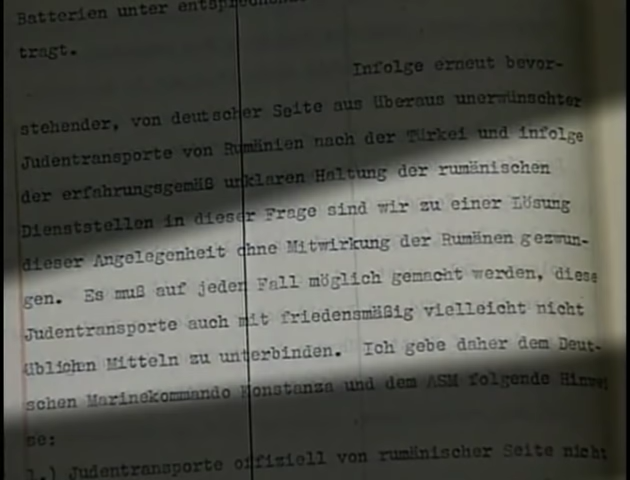 Batterien unter
tragt.
Infolge erneut bevor-
stehender, von deutscher Seite aus überaus unerwünschter
Judentransporte von Rumänien nach der Türkei und infolge
der erfahrungsgemäß unklaren Haltung der rumänischen
Dienststellen in dieser Frage sind wir zu einer Lösung
dieser Angelegenheit ohne Mitwirkung der Rumänen gezwun-
gen. Es muß auf jeden Fall möglich gemacht werden, diese
Judentransporte auch mit friedensmäßig vielleicht nicht
üblichen Mitteln zu unterbinden. Ich gebe daher dem Deut-
schen Marinekommando Konstanza und dem ASM folgende Hinwei
se:
1.) Judentransporte offiziell von rumänischer Seite nicht